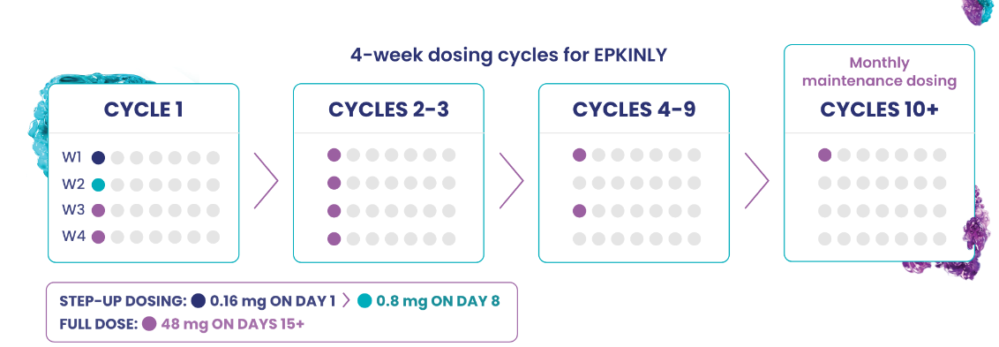 4-week dosing cycles for EPKINLY
CYCLE 1
W1
W2
W3
W4
CYCLES 2-3
CYCLES 4-9
Monthly
maintenance dosing
CYCLES 10+
STEP-UP DOSING: 0.16 mg ON DAY 1 > 0.8 mg ON DAY 8
FULL DOSE: 48 mg ON DAYS 15+